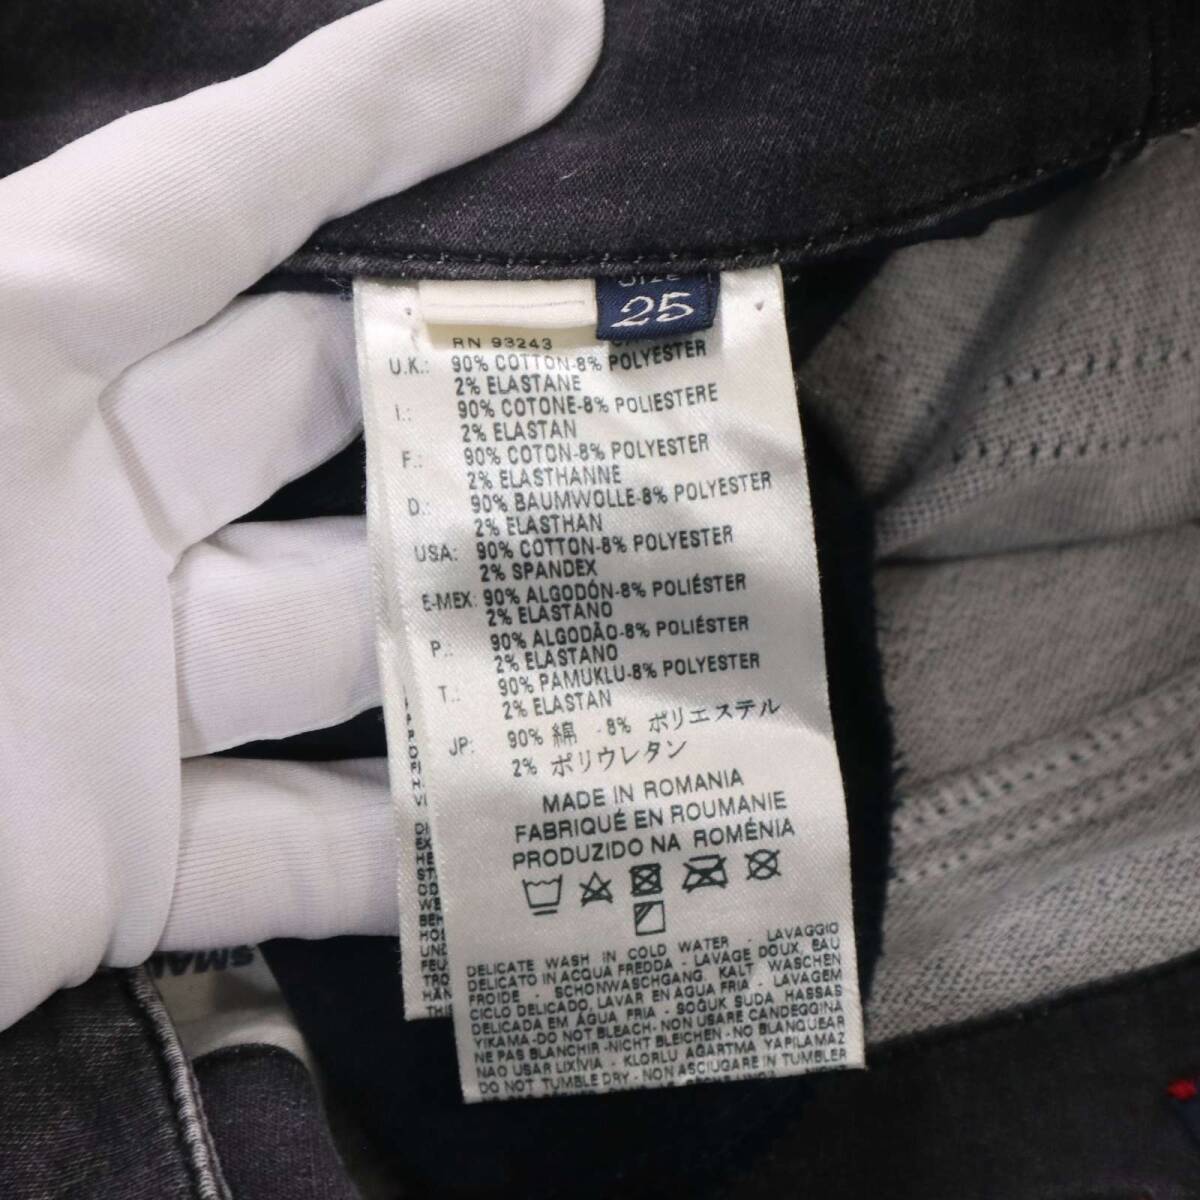 SIZE
25
RN 93243
U.K.: 90% COTTON-8% POLYESTER
2% ELASTANE
I.: 90% COTONE-8% POLIESTERE
2% ELASTAN
F.: 90% COTON-8% POLYESTER
2% ELASTHANNE
D.: 90% BAUMWOLLE-8% POLYESTER
2% ELASTHAN
USA: 90% COTTON-8% POLYESTER
2% SPANDEX
E-MEX: 90% ALGODÓN-8% POLIÉSTER
2% ELASTANO
P.: 90% ALGODÃO-8% POLIÉSTER
2% ELASTANO
T.: 90% PAMUKLU-8% POLYESTER
2% ELASTAN
JP: 90% 綿 -8% ポリエステル
2% ポリウレタン
MADE IN ROMANIA
FABRIQUÉ EN ROUMANIE
PRODUZIDO NA ROMÉNIA
DELICATE WASH IN COLD WATER - LAVAGGIO
DELICATO IN ACQUA FREDDA - LAVAGE DOUX, EAU
FROIDE - SCHONWASCHGANG. KALT WASCHEN
CICLO DELICADO, LAVAR EN AGUA FRIA - LAVAGEM
DELICADA EM ÁGUA FRIA - SOĞUK SUDA HASSAS
YIKAMA-DO NOT BLEACH-NON USARE CANDEGGINA
NE PAS BLANCHIR-NICHT BLEICHEN-NO BLANQUEAR
NAO USAR LIXÍVIA - KLORLU AĞARTMA YAPILAMAZ
DO NOT TUMBLE DRY-NON ASCIUGARE IN TUMBLER